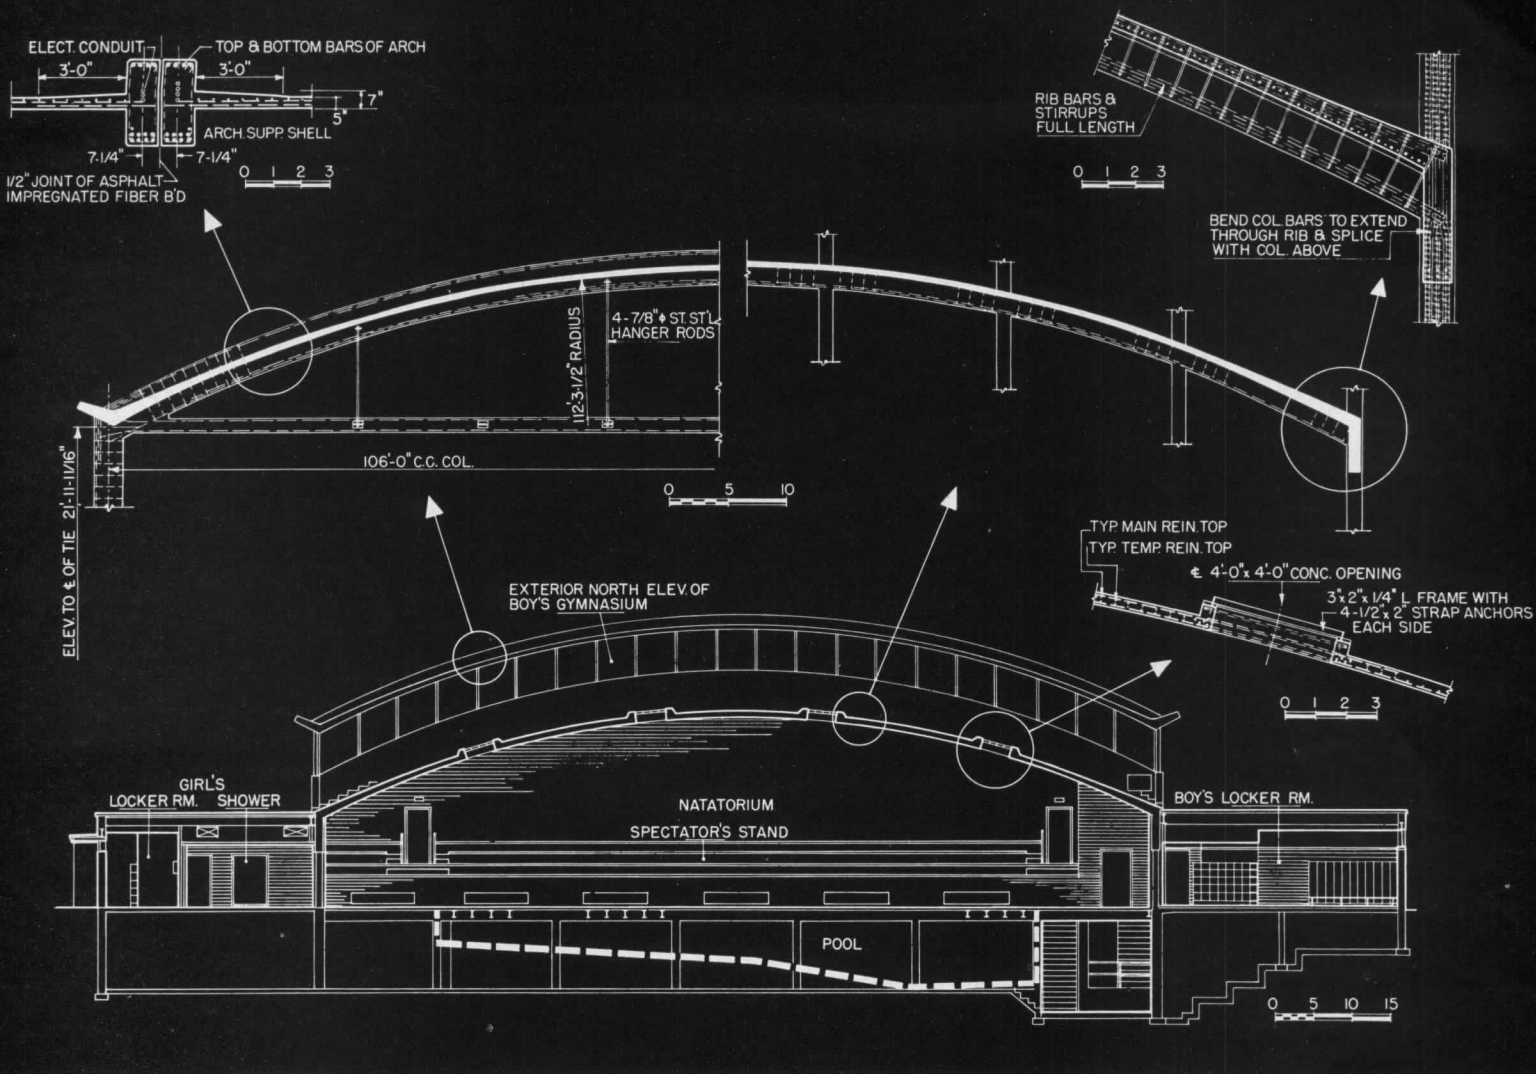 ELECT. CONDUIT
TOP & BOTTOM BARS OF ARCH
3'-0"
3'-0"
7"
5"
ARCH. SUPP. SHELL
7-1/4"
7-1/4"
1/2" JOINT OF ASPHALT
IMPREGNATED FIBER B'D
0 1 2 3
RIB BARS &
STIRRUPS
FULL LENGTH
0 1 2 3
BEND COL. BARS TO EXTEND
THROUGH RIB & SPLICE
WITH COL. ABOVE
4-7/8" ϕ ST. ST'L
HANGER RODS
112'-3-1/2" RADIUS
106'-0" C.C. COL.
ELEV. TO ℄ OF TIE 21'-11-11/16"
0 5 10
TYP. MAIN REIN. TOP
TYP. TEMP. REIN. TOP
℄ 4'-0" x 4'-0" CONC. OPENING
3" x 2" x 1/4" L FRAME WITH
4-1/2" x 2" STRAP ANCHORS
EACH SIDE
0 1 2 3
EXTERIOR NORTH ELEV. OF
BOY'S GYMNASIUM
GIRL'S
LOCKER RM. SHOWER
NATATORIUM
SPECTATOR'S STAND
BOY'S LOCKER RM.
POOL
0 5 10 15